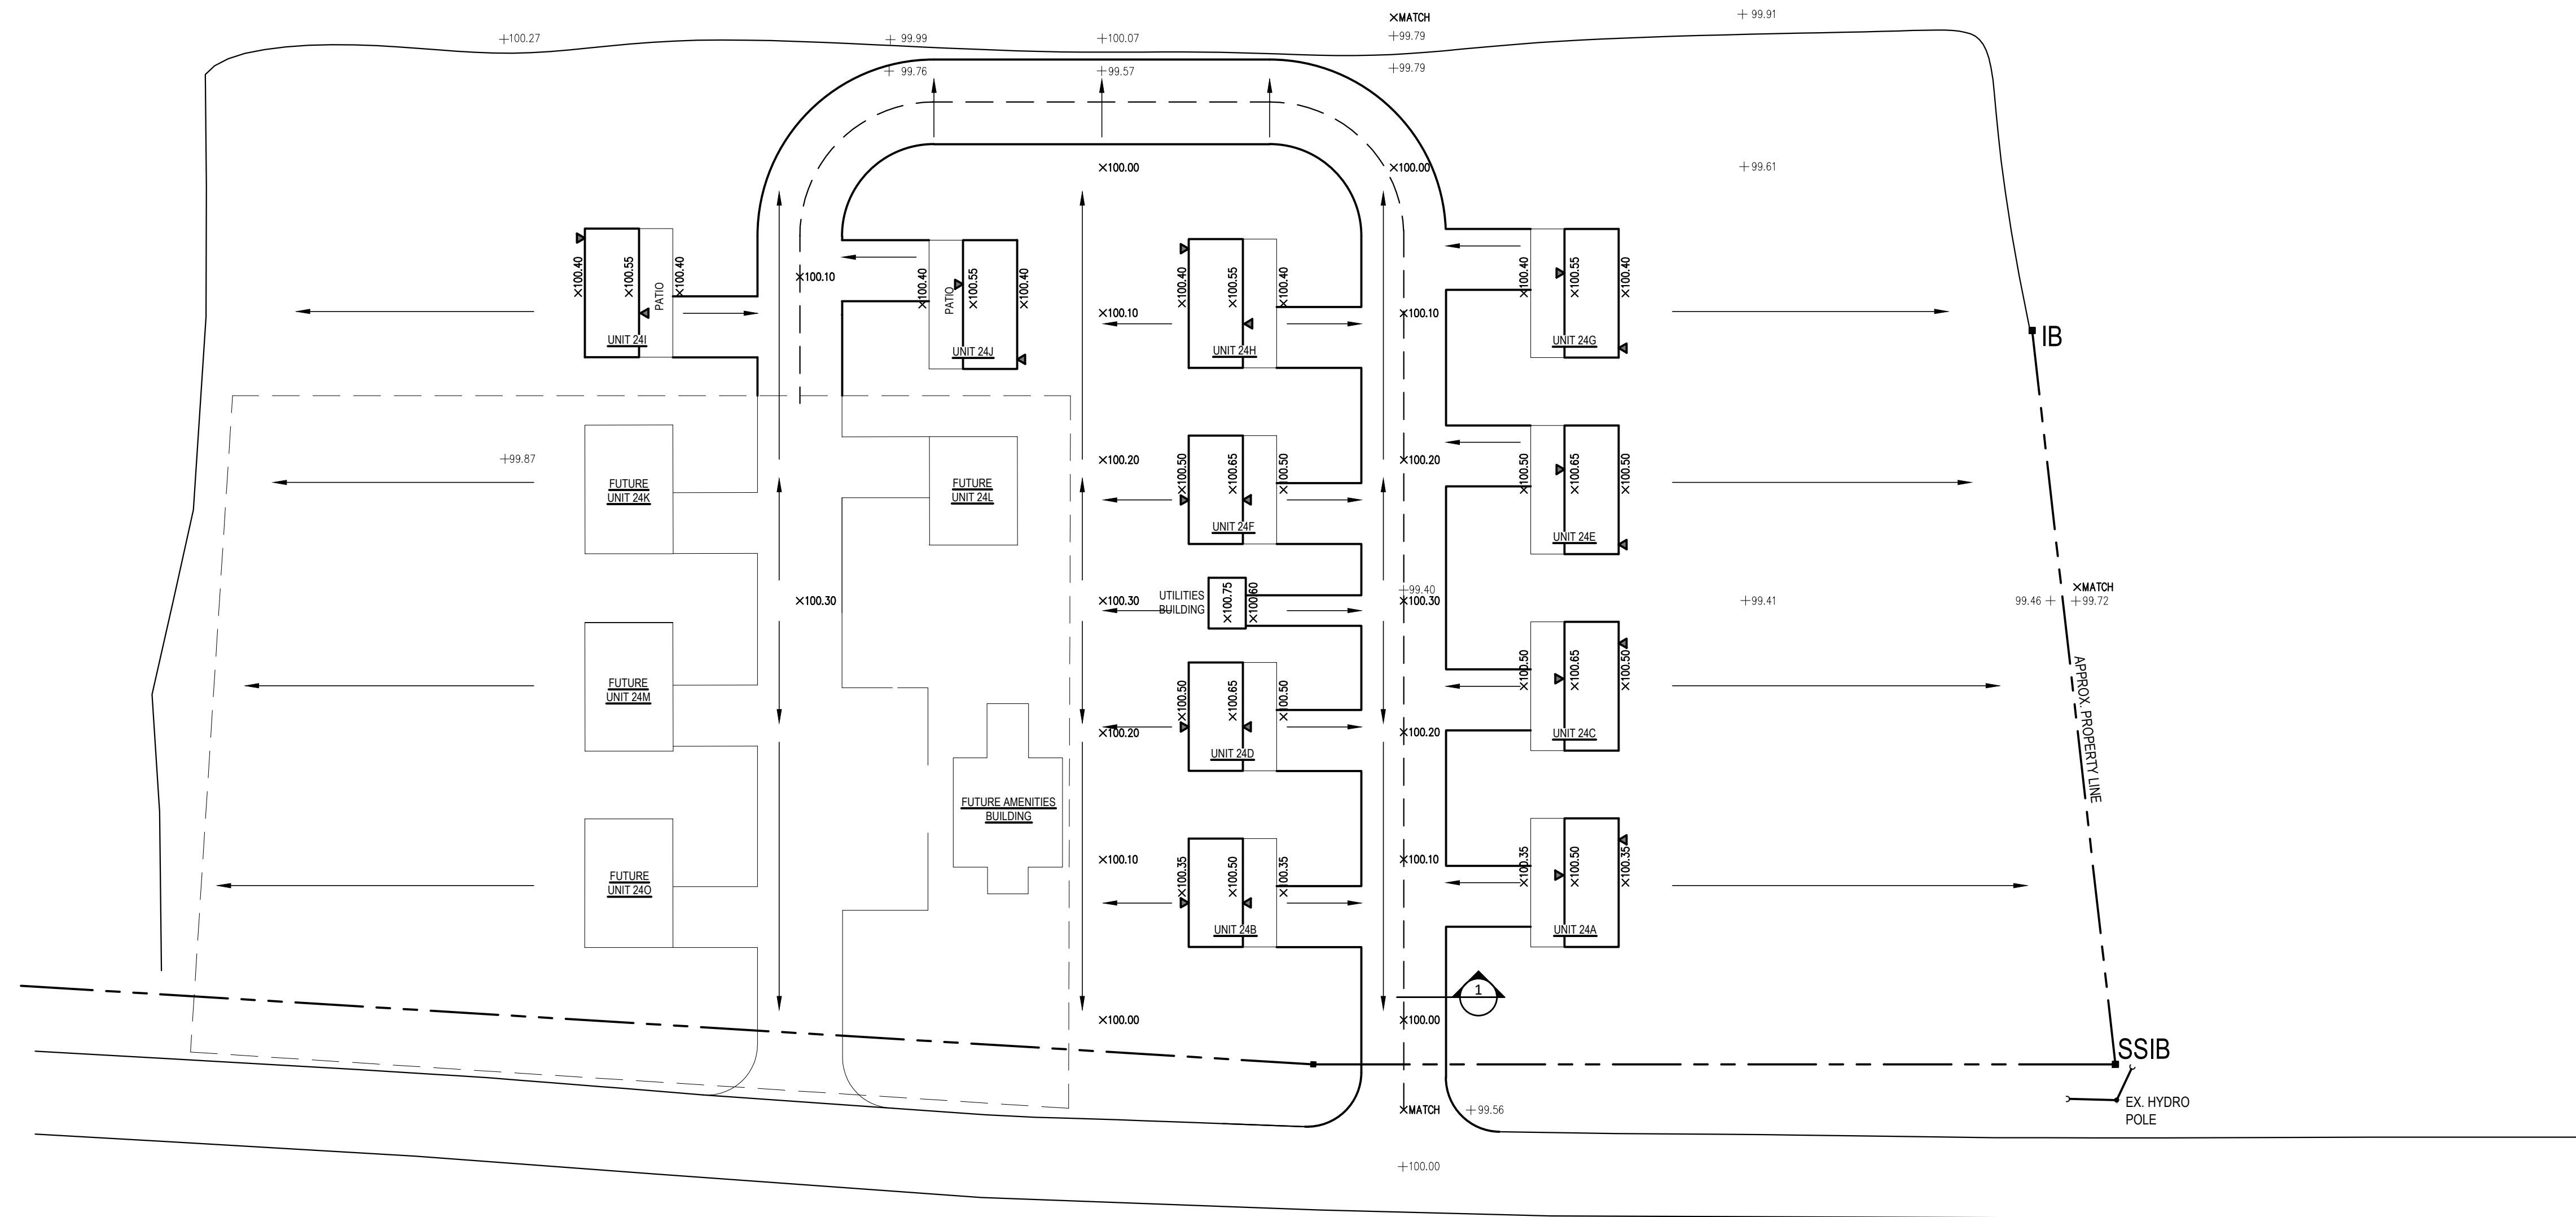 ×MATCH
+ 99.91
+100.27
+ 99.99
+100.07
+99.79
+ 99.76
+99.57
+99.79
×100.00
×100.00
+99.61
×100.40
×100.55
PATIO
×100.40
UNIT 24I
×100.10
×100.40
PATIO
×100.55
×100.40
UNIT 24J
×100.10
×100.40
×100.55
×100.40
UNIT 24H
×100.10
×100.40
×100.55
×100.40
UNIT 24G
IB
+99.87
FUTURE
UNIT 24K
FUTURE
UNIT 24L
×100.20
×100.50
×100.65
×100.50
UNIT 24F
×100.20
×100.50
×100.65
×100.50
UNIT 24E
×100.30
×100.30
UTILITIES
BUILDING
×100.75
×100.60
+99.40
×100.30
+99.41
99.46 +
×MATCH
+99.72
FUTURE
UNIT 24M
×100.20
×100.50
×100.65
×100.50
UNIT 24D
×100.20
×100.50
×100.65
×100.50
UNIT 24C
APPROX. PROPERTY LINE
FUTURE AMENITIES
BUILDING
FUTURE
UNIT 24O
×100.10
×100.35
×100.50
×100.35
UNIT 24B
×100.10
×100.35
×100.50
×100.35
UNIT 24A
1
×100.00
×100.00
SSIB
×MATCH
+99.56
EX. HYDRO
POLE
+100.00